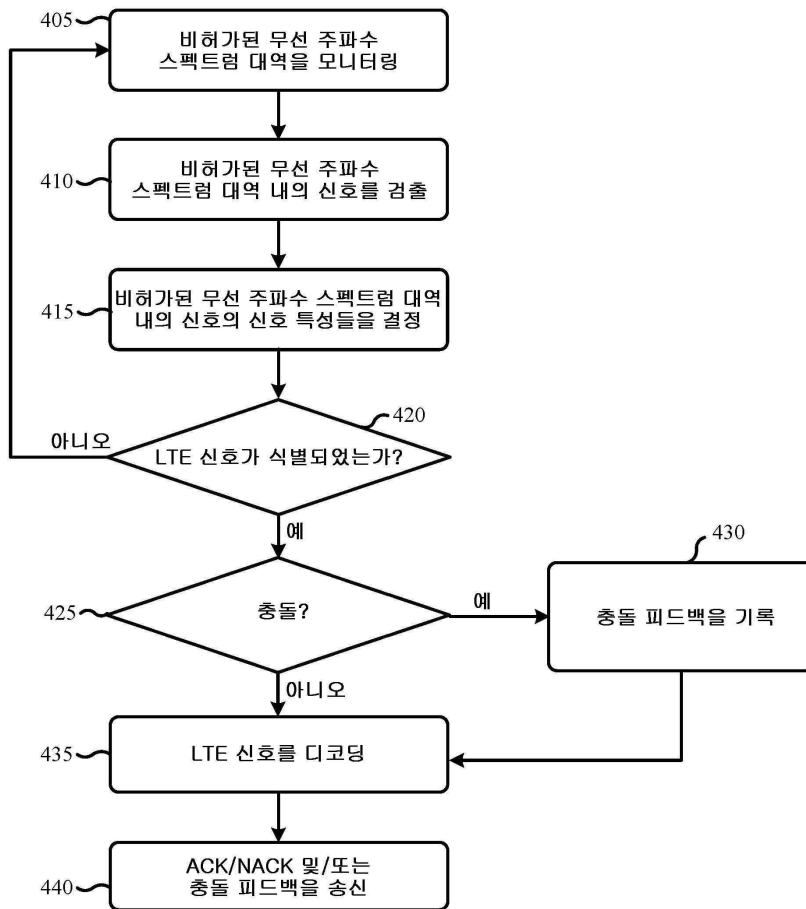 405
비허가된 무선 주파수
스펙트럼 대역을 모니터링
410
비허가된 무선 주파수
스펙트럼 대역 내의 신호를 검출
415
비허가된 무선 주파수 스펙트럼 대역
내의 신호의 신호 특성들을 결정
420
아니오
LTE 신호가 식별되었는가?
예
430
425
충돌?
예
충돌 피드백을 기록
아니오
435
LTE 신호를 디코딩
440
ACK/NACK 및/또는
충돌 피드백을 송신